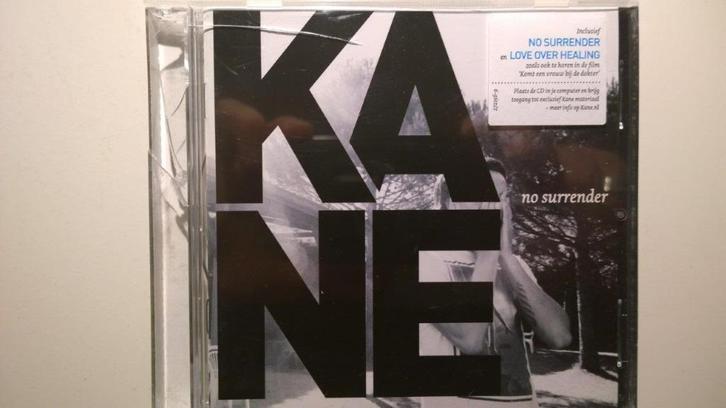 KA
NE
Inclusief
NO SURRENDER
en LOVE OVER HEALING
zoals ook te horen in de film
'Komt een vrouw bij de dokter'
Plaats de CD in je computer en krijg
toegang tot exclusief Kane materiaal
– meer info op Kane.nl
no surrender